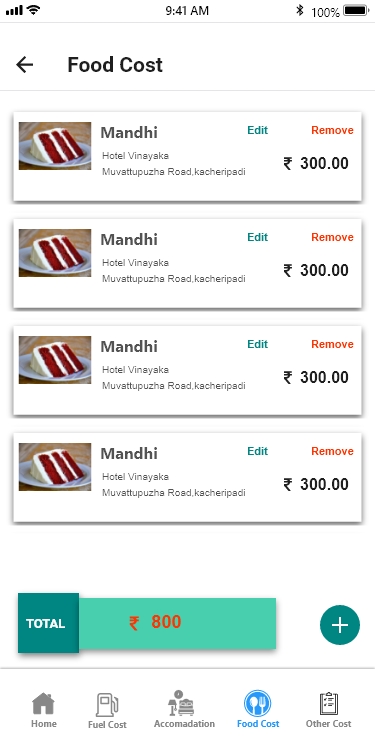 9:41 AM 100%
Food Cost
Mandhi Edit Remove
Hotel Vinayaka ₹ 300.00
Muvattupuzha Road,kacheripadi
Mandhi Edit Remove
Hotel Vinayaka ₹ 300.00
Muvattupuzha Road,kacheripadi
Mandhi Edit Remove
Hotel Vinayaka ₹ 300.00
Muvattupuzha Road,kacheripadi
Mandhi Edit Remove
Hotel Vinayaka ₹ 300.00
Muvattupuzha Road,kacheripadi
TOTAL ₹ 800
Home Fuel Cost Accomadation Food Cost Other Cost